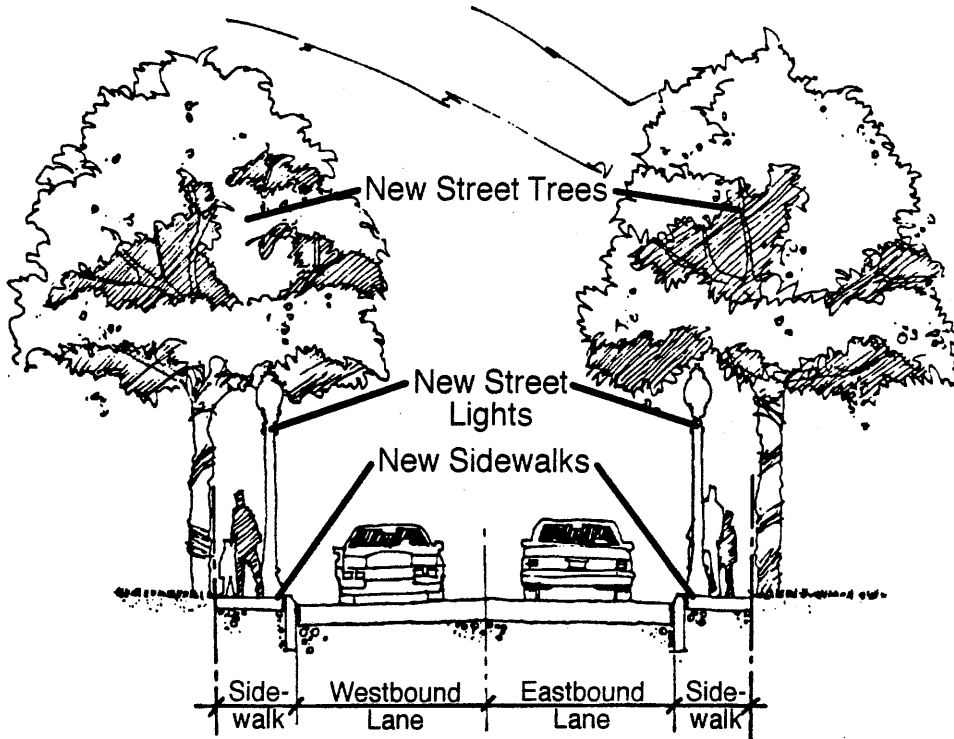 New Street Trees
New Street
Lights
New Sidewalks
Side-
walk
Westbound
Lane
Eastbound
Lane
Side-
walk